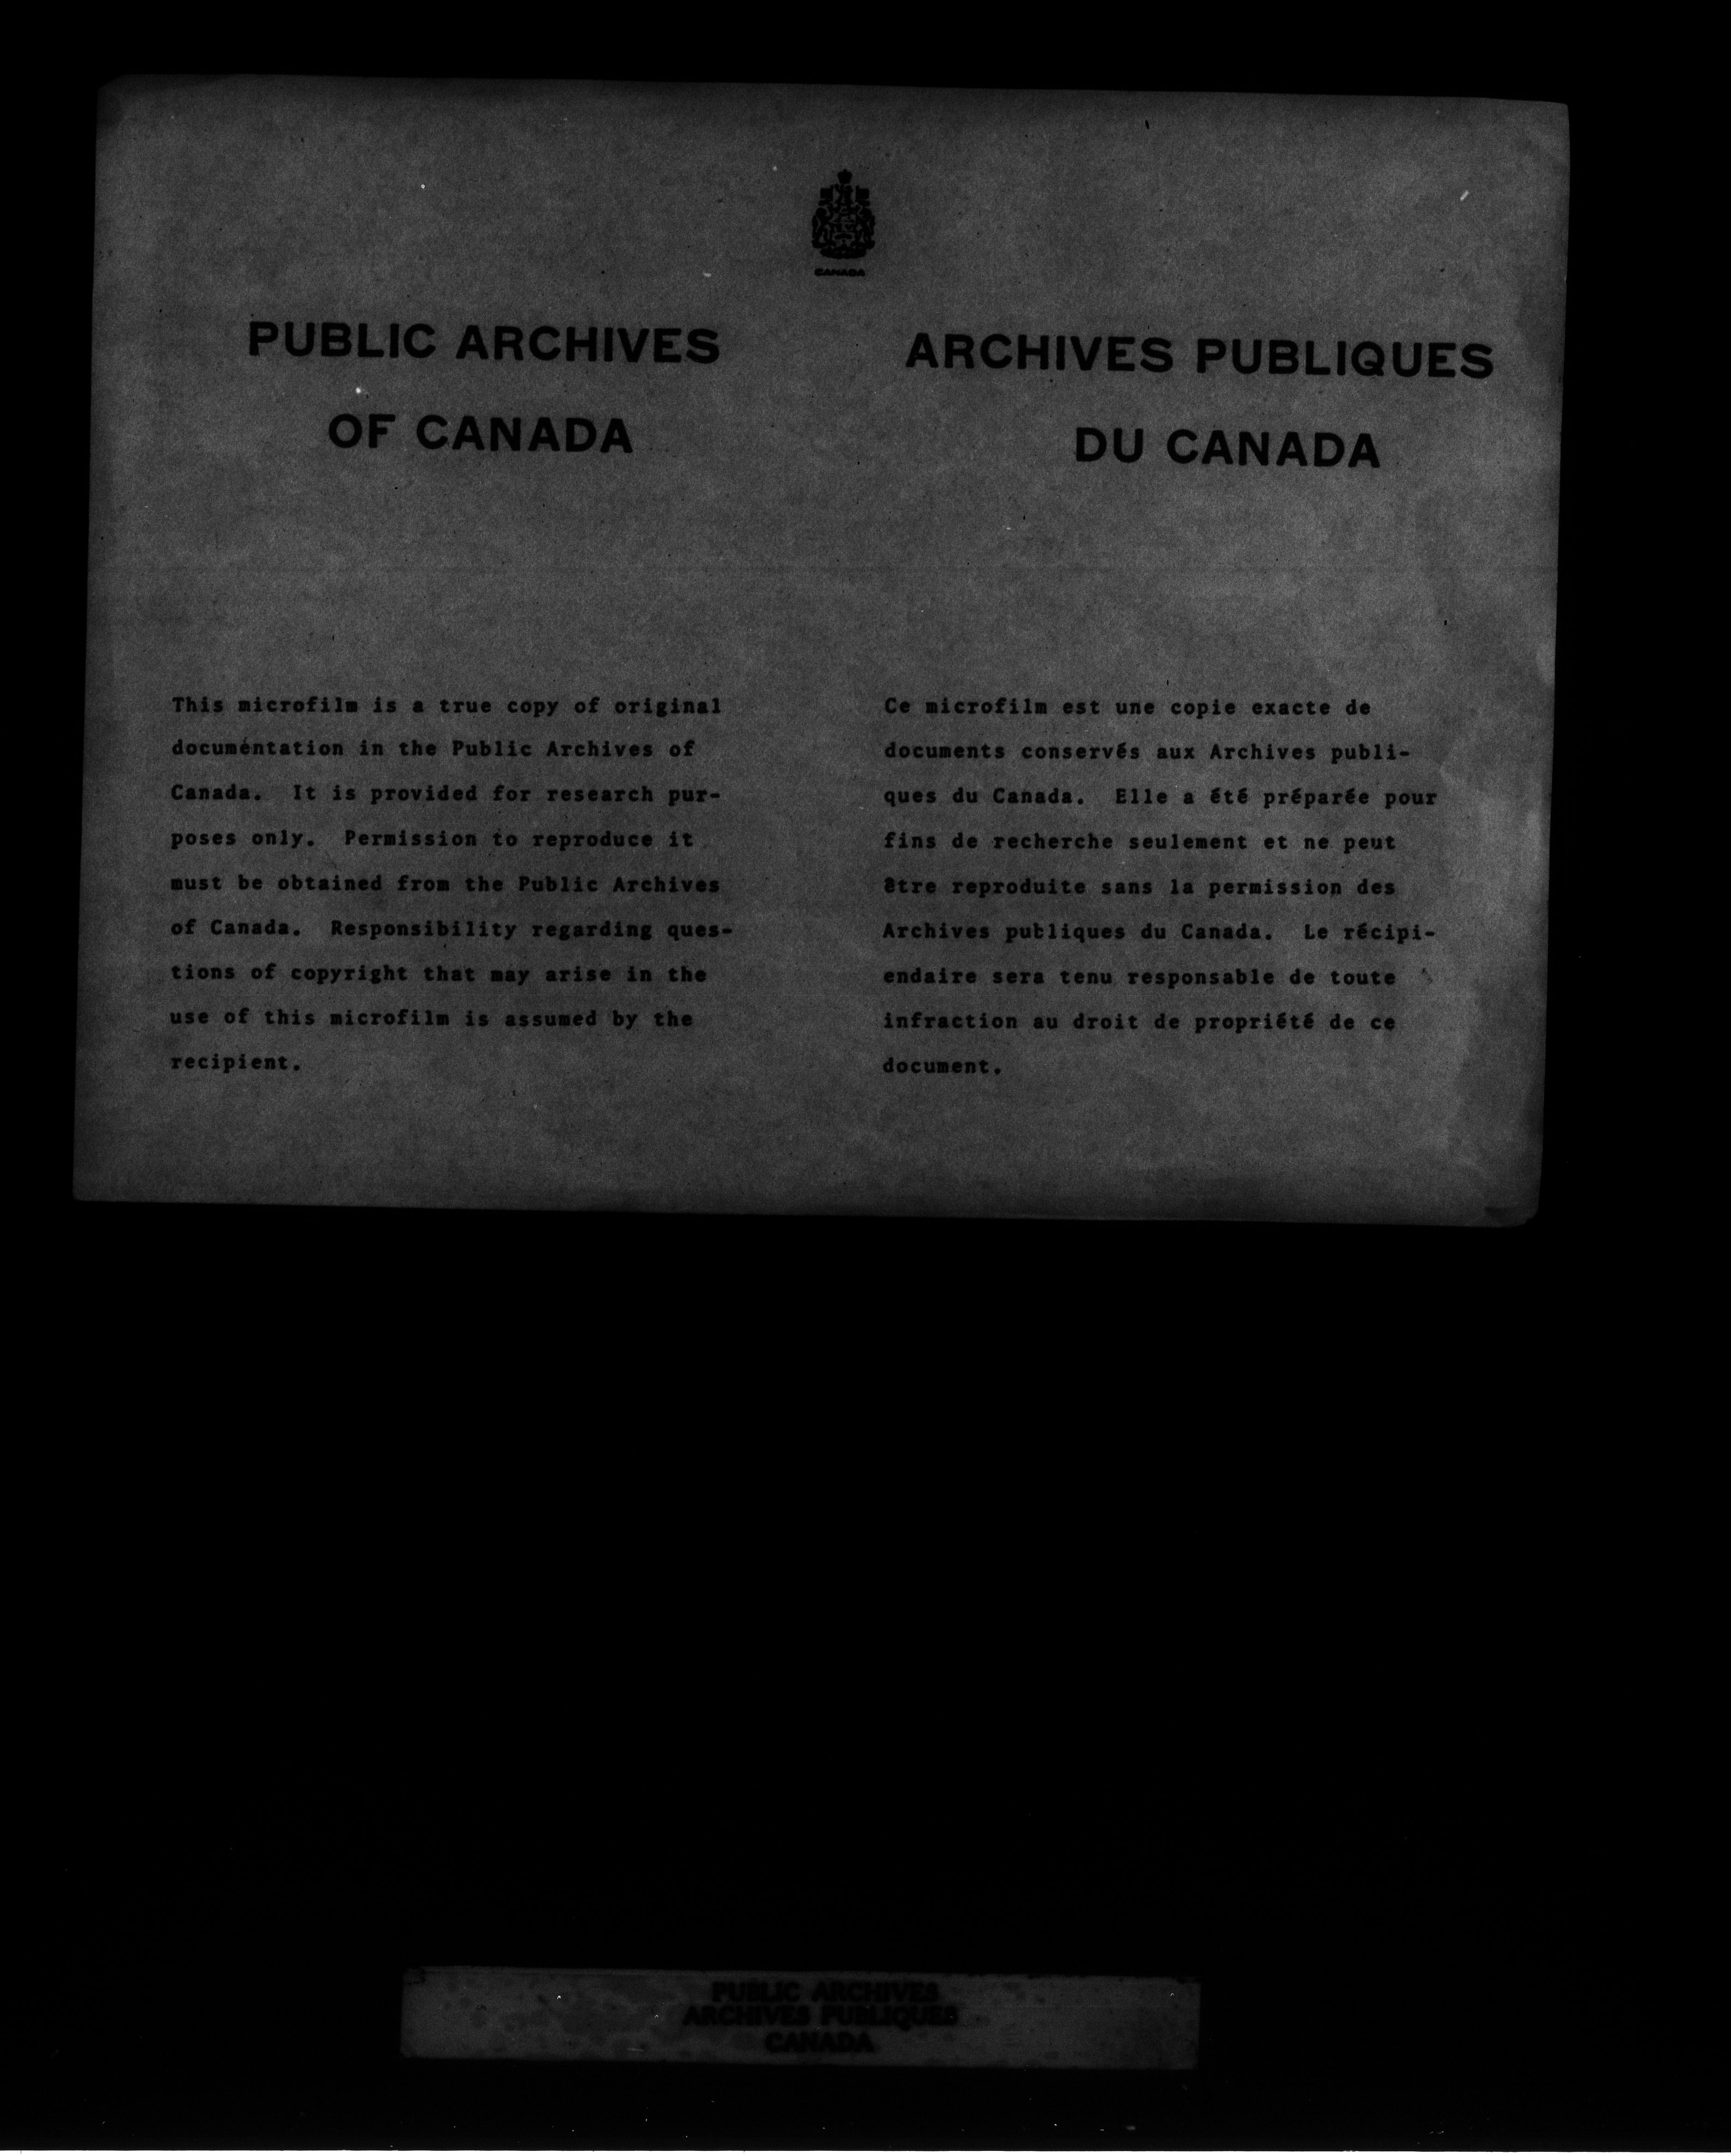 CANADA
PUBLIC ARCHIVES
OF CANADA
This microfilm is a true copy of original
documentation in the Public Archives of
Canada. It is provided for research pur-
poses only. Permission to reproduce it
must be obtained from the Public Archives
of Canada. Responsibility regarding ques-
tions of copyright that may arise in the
use of this microfilm is assumed by the
recipient.
ARCHIVES PUBLIQUES
DU CANADA
Ce microfilm est une copie exacte de
documents conservés aux Archives publi-
ques du Canada. Elle a été préparée pour
fins de recherche seulement et ne peut
être reproduite sans la permission des
Archives publiques du Canada. Le récipi-
endaire sera tenu responsable de toute
infraction au droit de propriété de ce
document.
PUBLIC ARCHIVES
ARCHIVES PUBLIQUES
CANADA